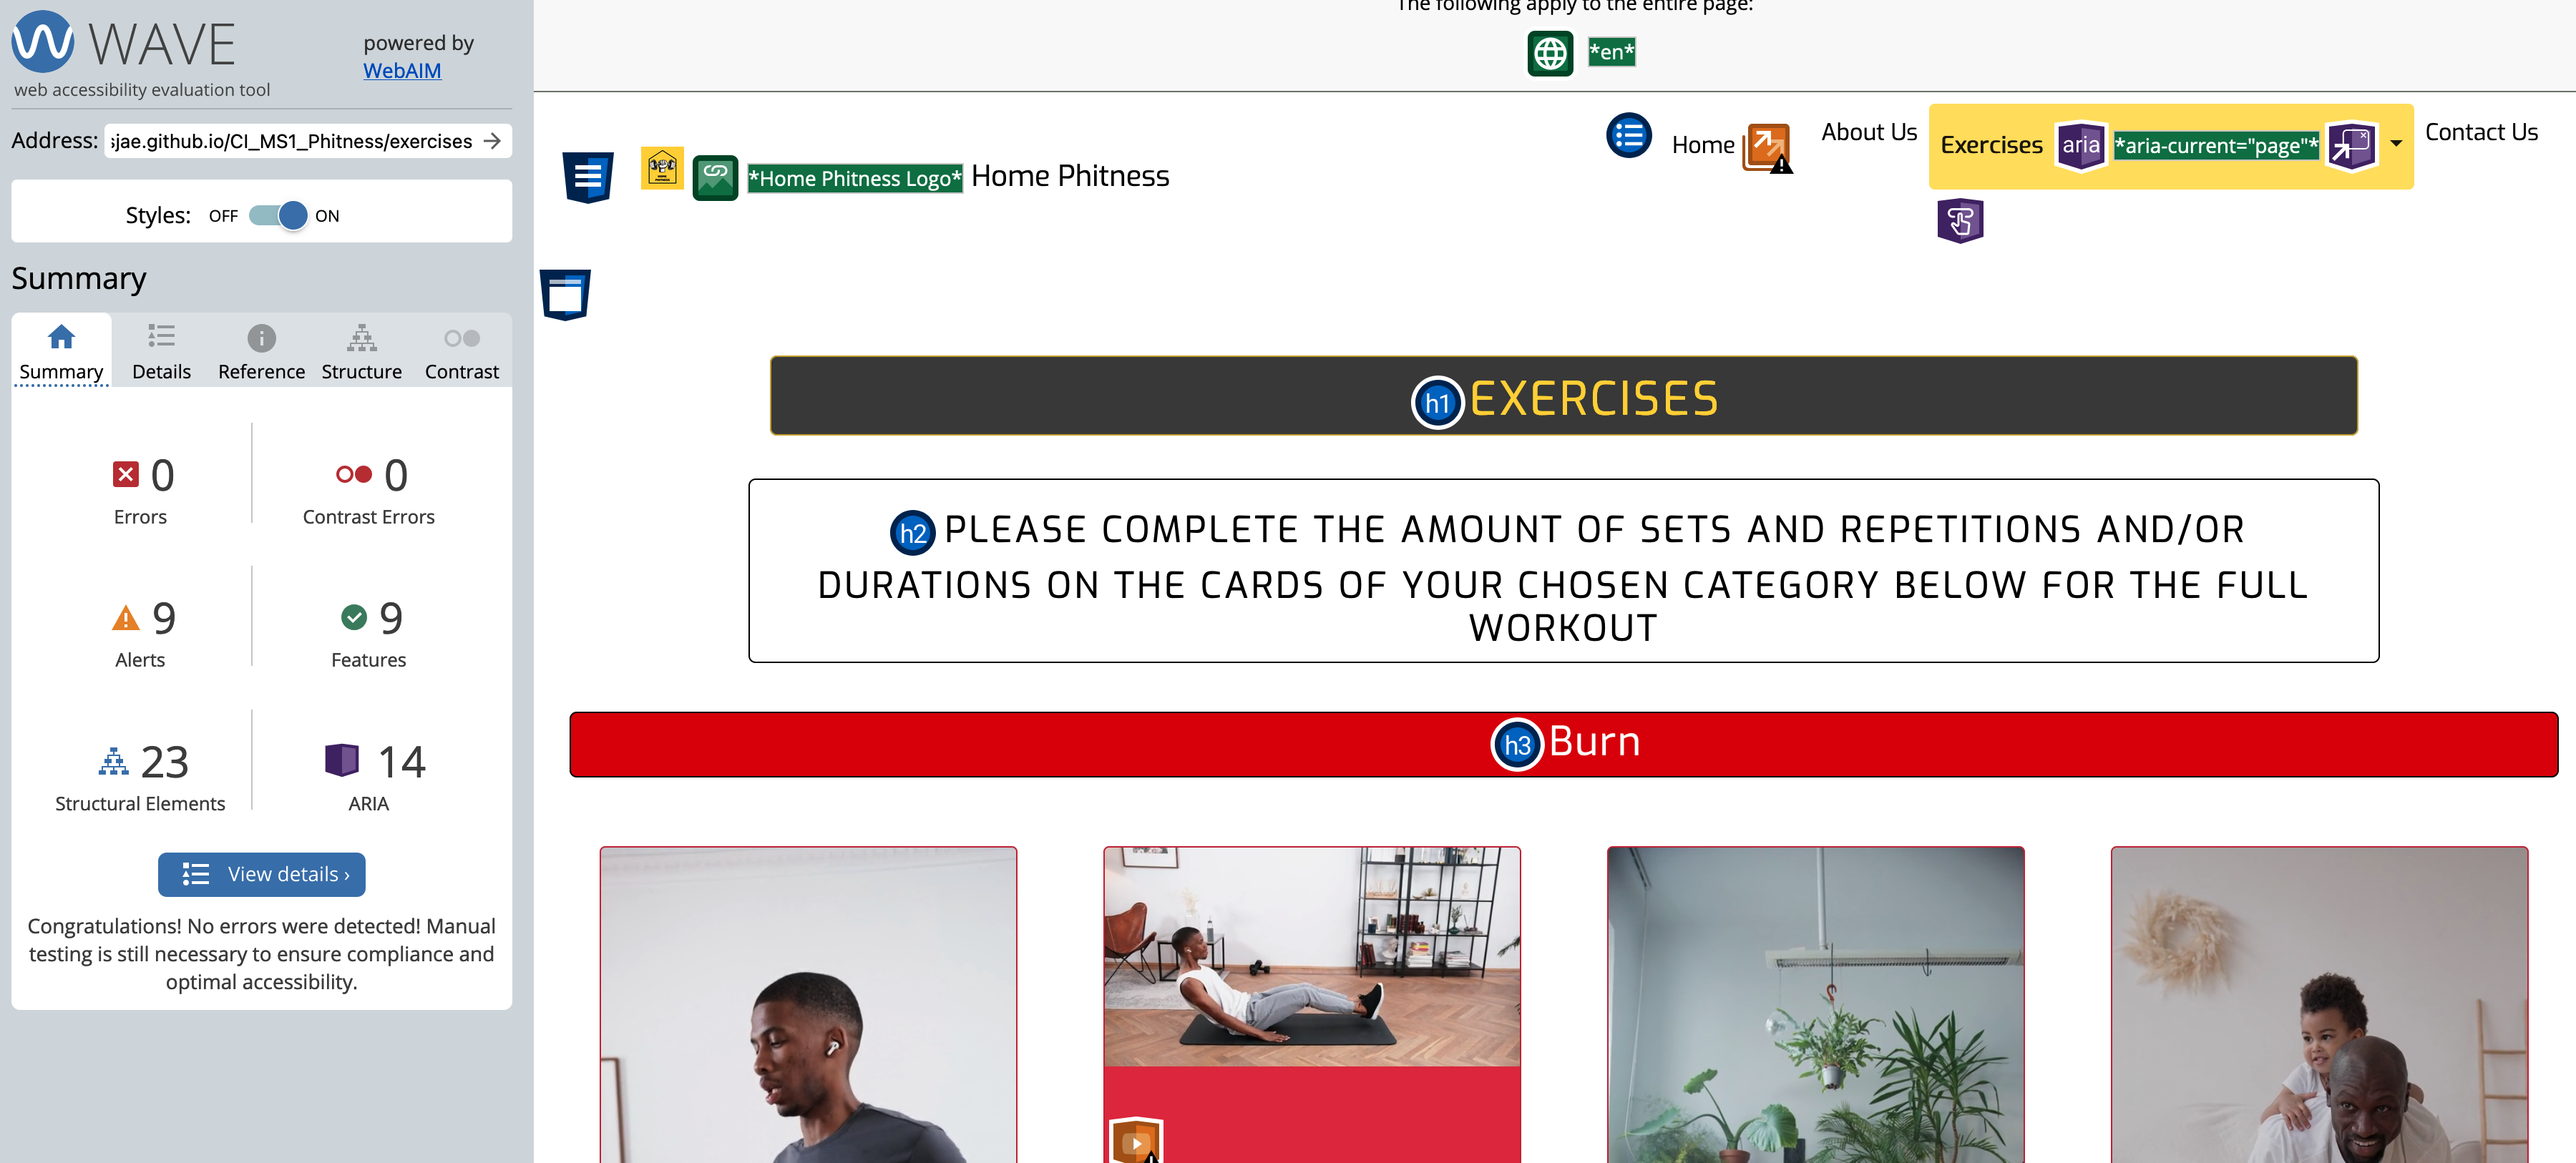 WAVE
powered by
WebAIM
web accessibility evaluation tool
Address: sjae.github.io/CI_MS1_Phitness/exercises
Styles: OFF ON
Summary
Summary Details Reference Structure Contrast
0 0
Errors Contrast Errors
9 9
Alerts Features
23 14
Structural Elements ARIA
View details ›
Congratulations! No errors were detected! Manual
testing is still necessary to ensure compliance and
optimal accessibility.
The following apply to the entire page:
*en*
*Home Phitness Logo* Home Phitness
Home About Us Exercises aria *aria-current="page"* Contact Us
h1 EXERCISES
h2 PLEASE COMPLETE THE AMOUNT OF SETS AND REPETITIONS AND/OR
DURATIONS ON THE CARDS OF YOUR CHOSEN CATEGORY BELOW FOR THE FULL
WORKOUT
h3 Burn